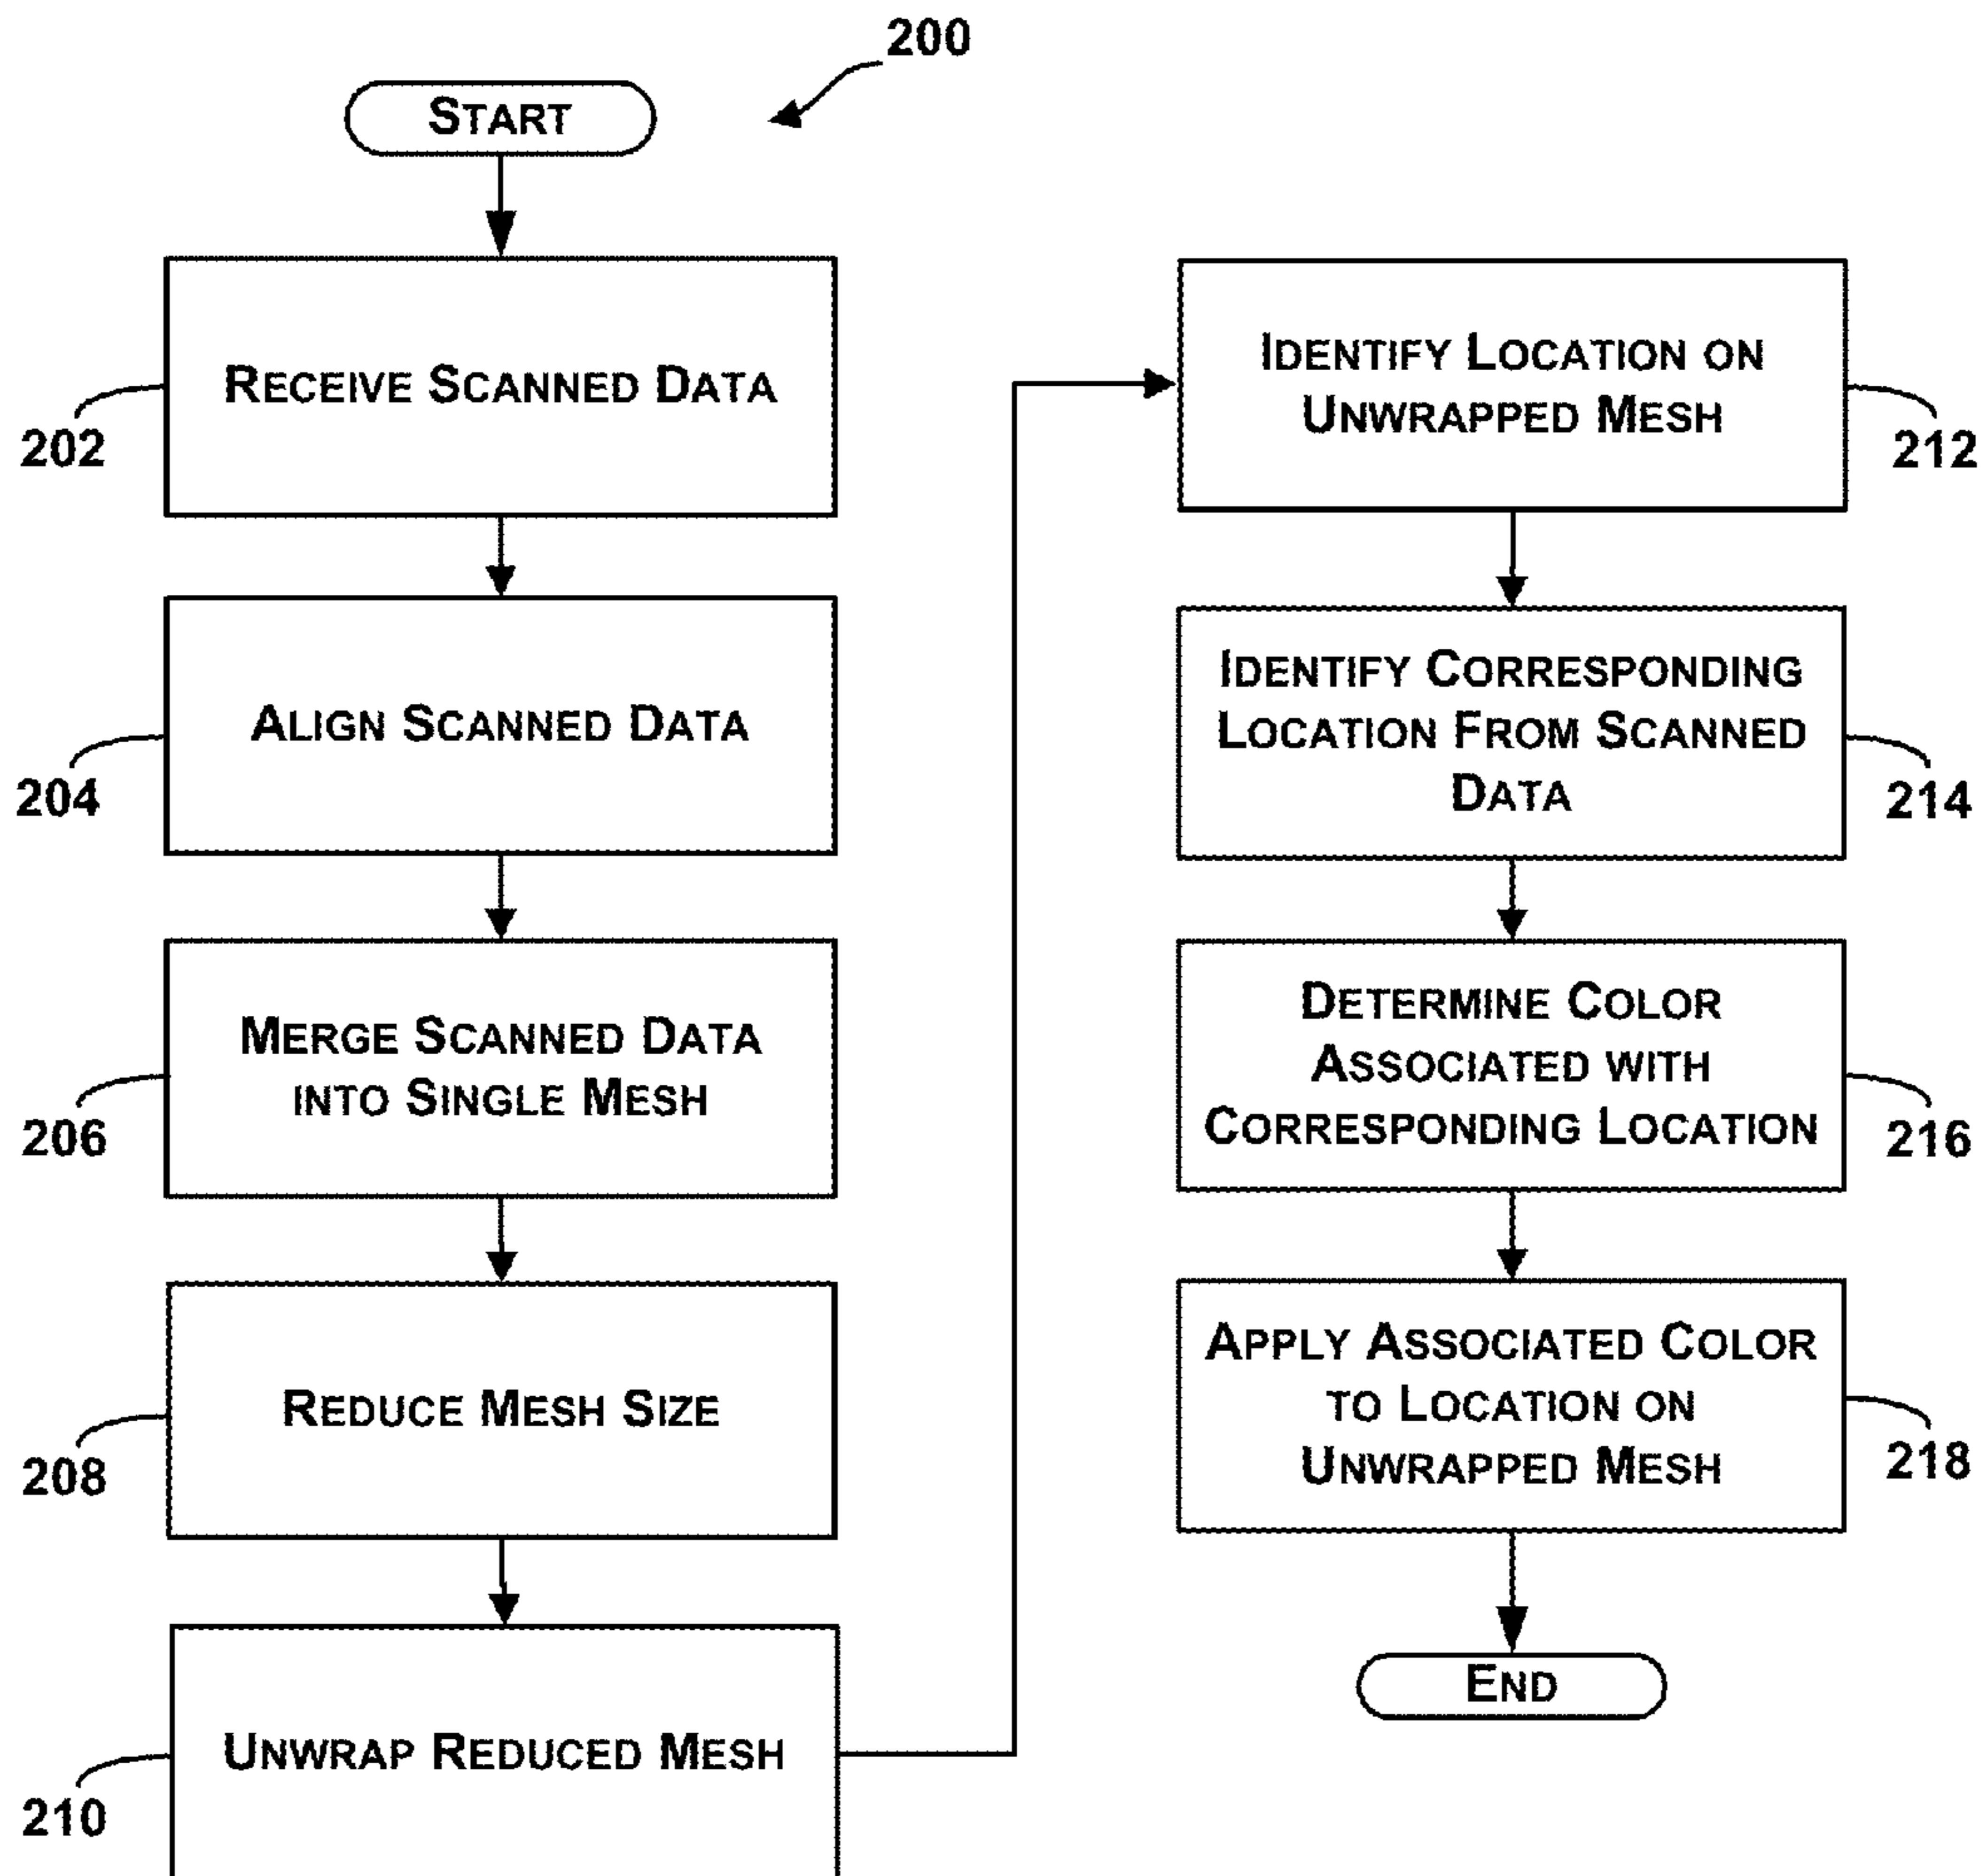 200
START
RECEIVE SCANNED DATA
202
ALIGN SCANNED DATA
204
MERGE SCANNED DATA
INTO SINGLE MESH
206
REDUCE MESH SIZE
208
UNWRAP REDUCED MESH
210
IDENTIFY LOCATION ON
UNWRAPPED MESH
212
IDENTIFY CORRESPONDING
LOCATION FROM SCANNED
DATA
214
DETERMINE COLOR
ASSOCIATED WITH
CORRESPONDING LOCATION
216
APPLY ASSOCIATED COLOR
TO LOCATION ON
UNWRAPPED MESH
218
END